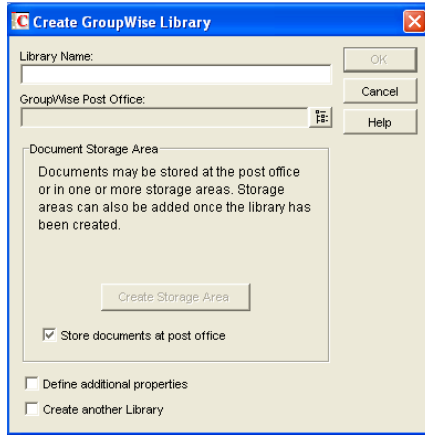 Create GroupWise Library
Library Name:
OK
Cancel
GroupWise Post Office:
Help
Document Storage Area
Documents may be stored at the post office
or in one or more storage areas. Storage
areas can also be added once the library has
been created.
Create Storage Area
Store documents at post office
Define additional properties
Create another Library